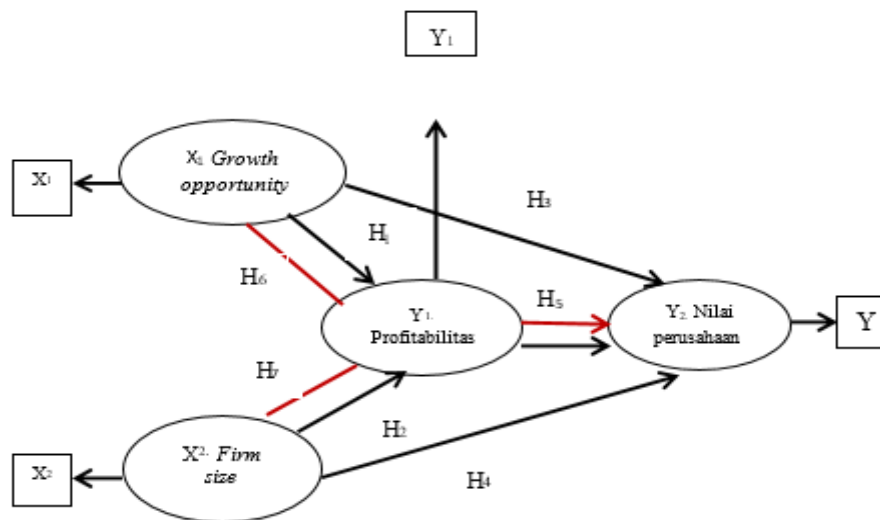 Y₁
X₁. Growth
opportunity
X¹
H₃
H₁
H₆
H₅
Y¹.
Profitabilitas
Y₂. Nilai
perusahaan
Y
H₇
H₂
X²· Firm
size
X²
H₄